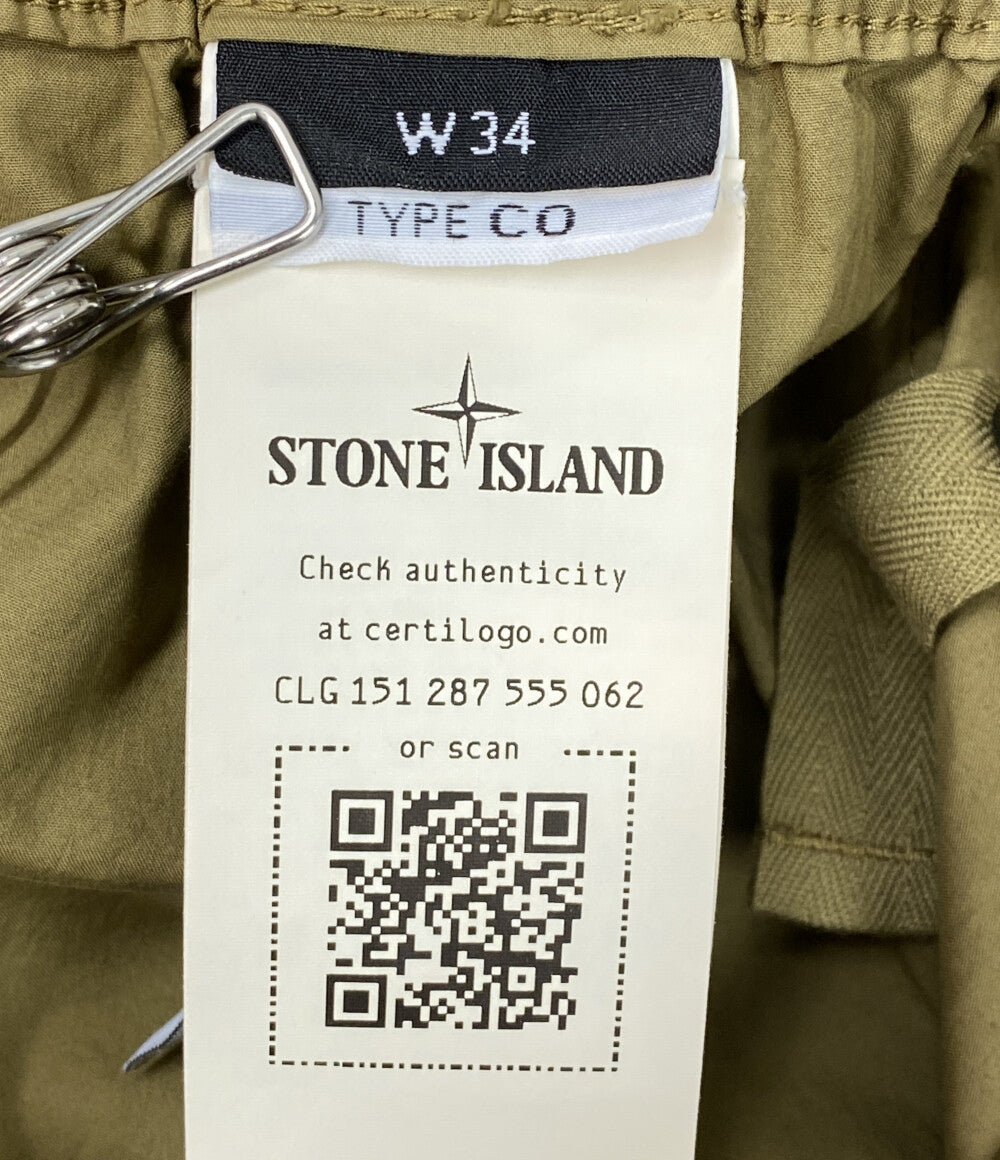 W 34
TYPE CO
STONE ISLAND
Check authenticity
at certilogo.com
CLG 151 287 555 062
or scan